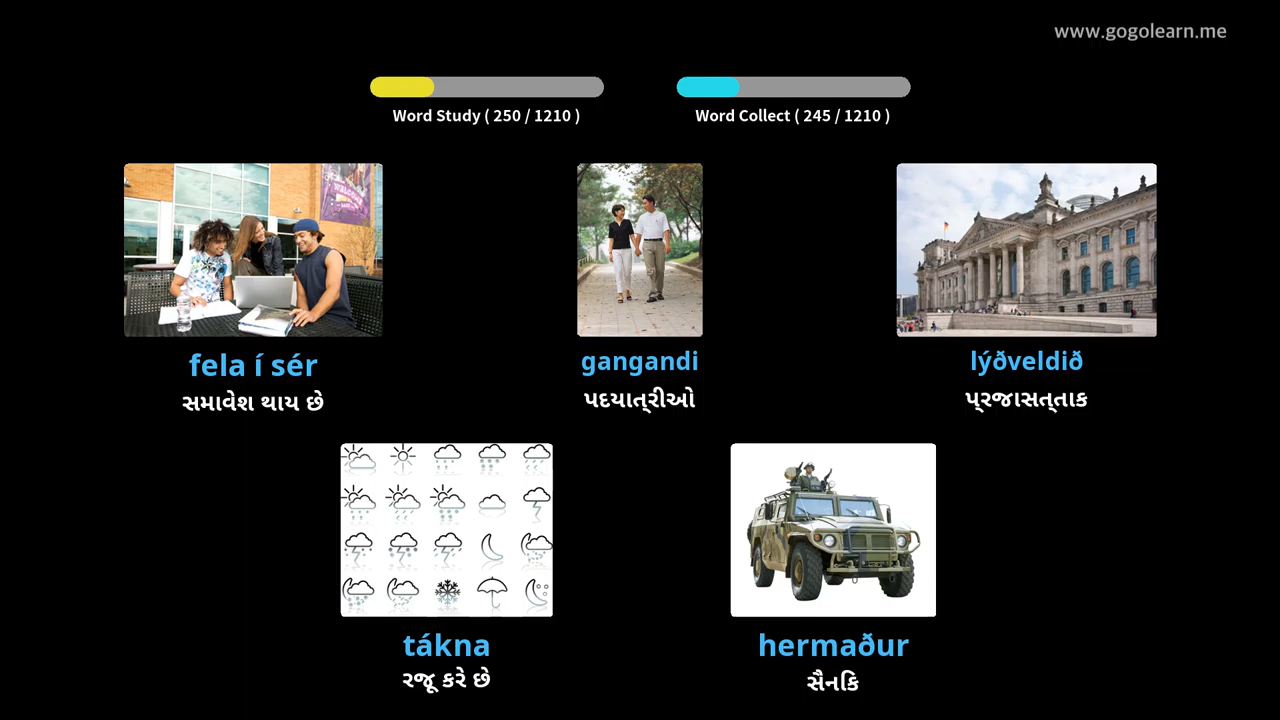 www.gogolearn.me
Word Study ( 250 / 1210 )
Word Collect ( 245 / 1210 )
WELCOME
fela í sér
સમાવેશ થાય છે
gangandi
પદયાત્રીઓ
lýðveldið
પ્રજાસત્તાક
tákna
રજૂ કરે છે
hermaður
સૈનિક